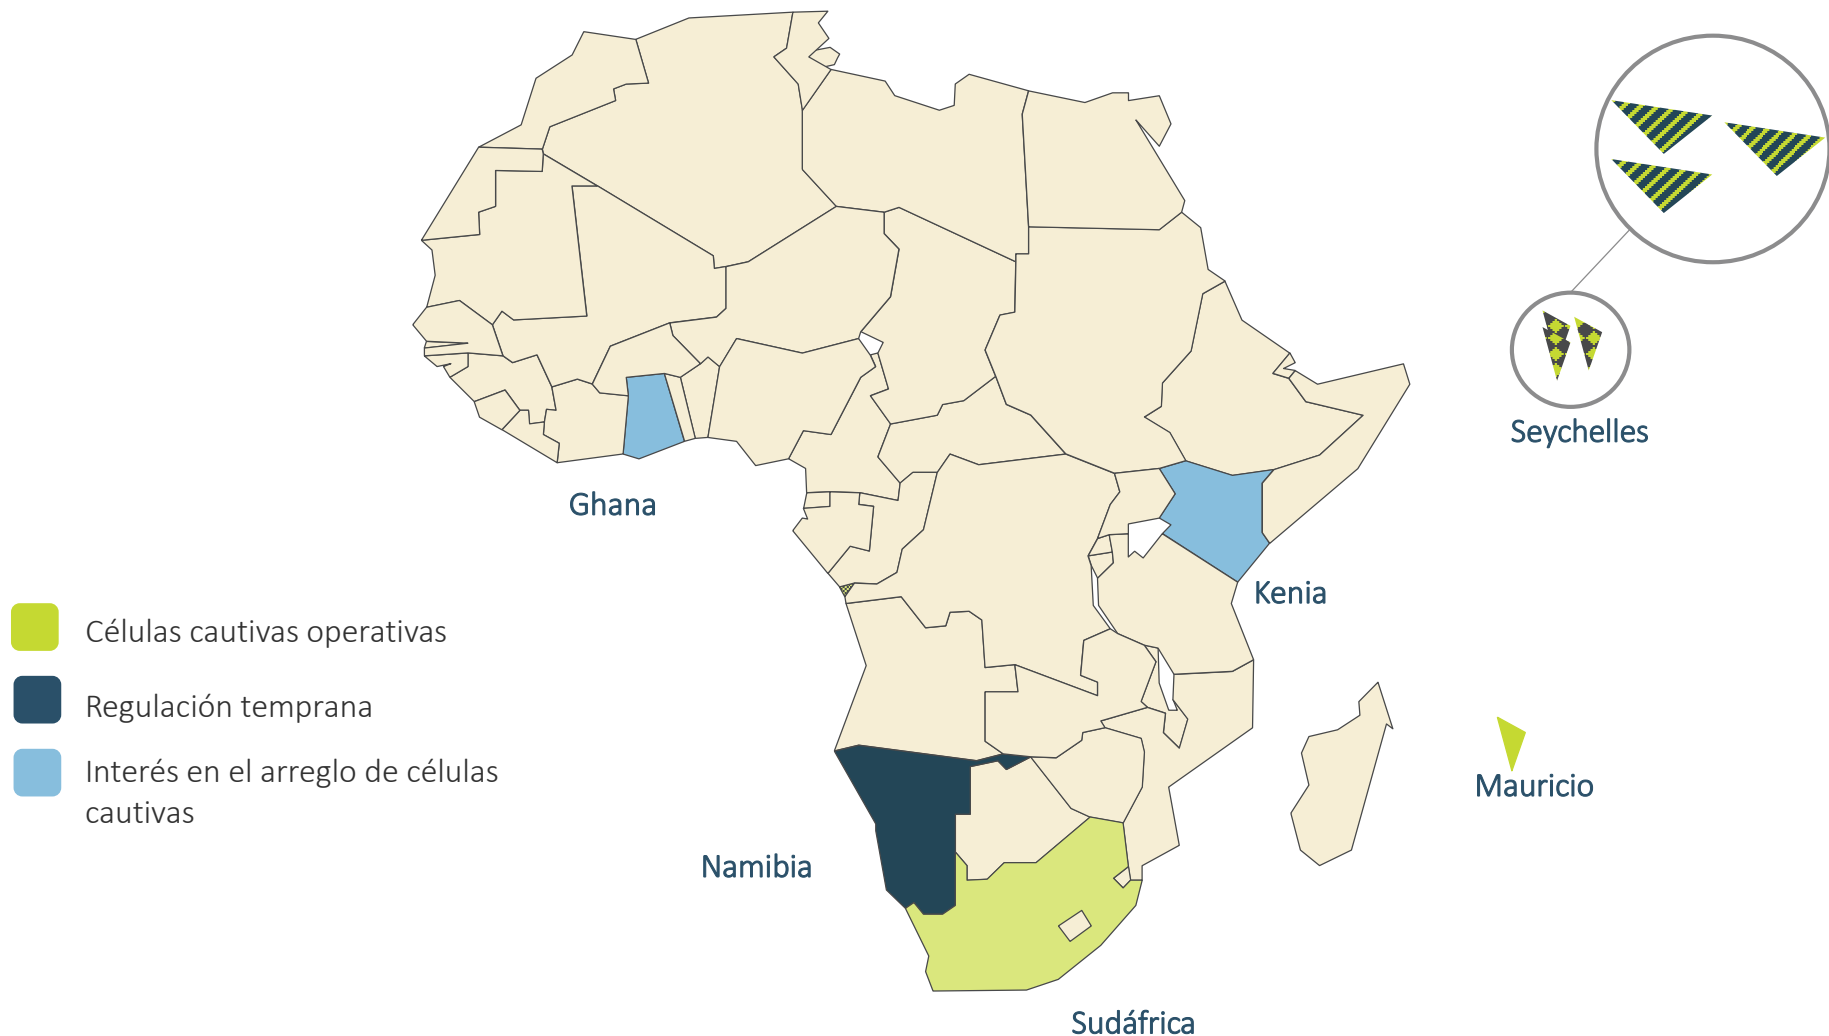 Seychelles
Ghana
Kenia
Células cautivas operativas
Regulación temprana
Interés en el arreglo de células
cautivas
Mauricio
Namibia
Sudáfrica